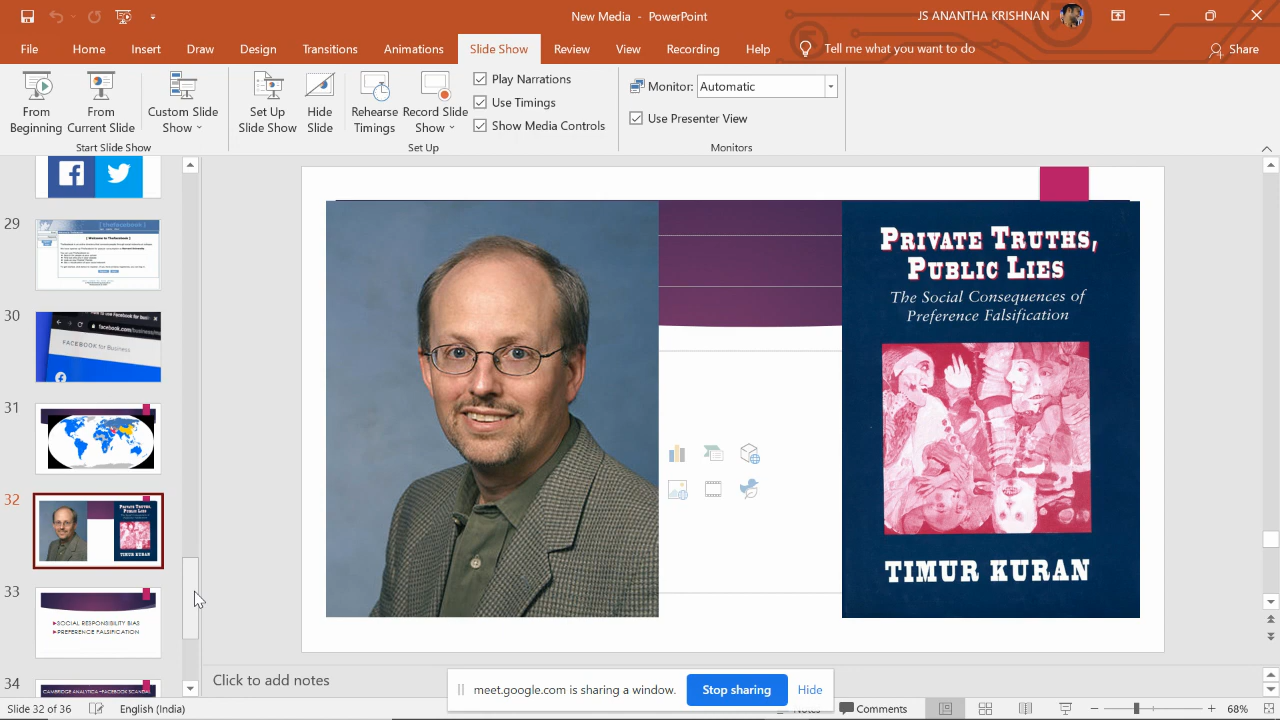 New Media - PowerPoint
JS ANANTHA KRISHNAN
File Home Insert Draw Design Transitions Animations Slide Show Review View Recording Help Tell me what you want to do Share
From Beginning
From Current Slide
Custom Slide Show
Start Slide Show
Set Up Slide Show
Hide Slide
Rehearse Timings
Record Slide Show
Play Narrations
Use Timings
Show Media Controls
Set Up
Monitor: Automatic
Use Presenter View
Monitors
29
30
FACEBOOK for Business
31
32
PRIVATE TRUTHS,
PUBLIC LIES
TIMUR KURAN
33
SOCIAL RESPONSIBILITY BIAS
PREFERENCE FALSIFICATION
34
CAMBRIDGE ANALYTICA -FACEBOOK SCANDAL
PRIVATE TRUTHS,
PUBLIC LIES
The Social Consequences of
Preference Falsification
TIMUR KURAN
Click to add notes
meet.google.com is sharing a window. Stop sharing Hide
Slide 32 of 36 English (India) Notes Comments 68%